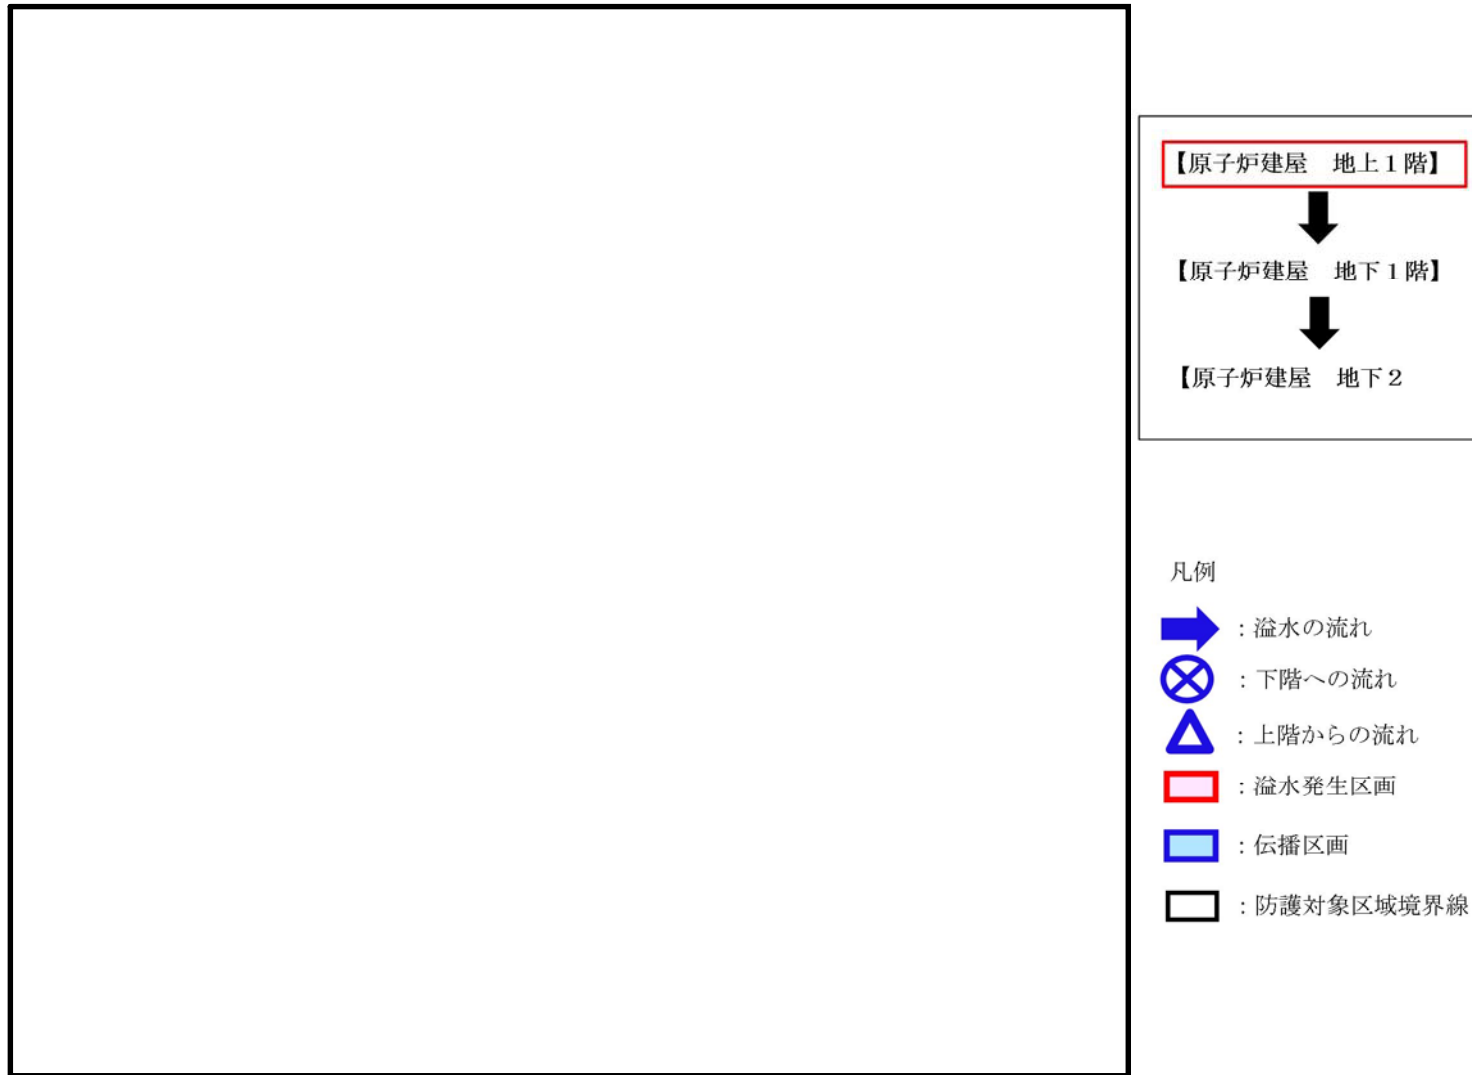 【原子炉建屋　地上１階】
【原子炉建屋　地下１階】
【原子炉建屋　地下２
凡例
：溢水の流れ
：下階への流れ
：上階からの流れ
：溢水発生区画
：伝播区画
：防護対象区域境界線